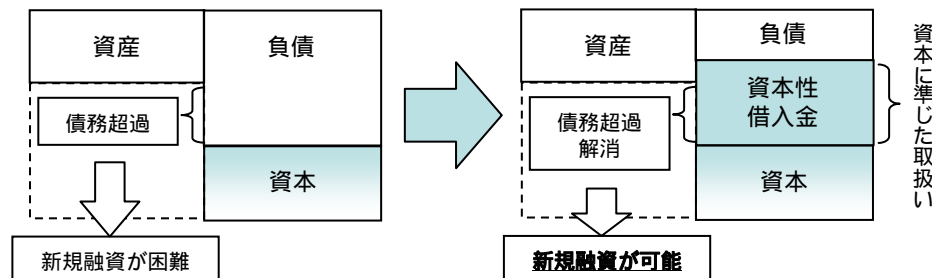 資産
負債
債務超過
資本
新規融資が困難
資産
負債
資本性
借入金
債務超過
解消
資本
新規融資が可能
資本に準じた取扱い